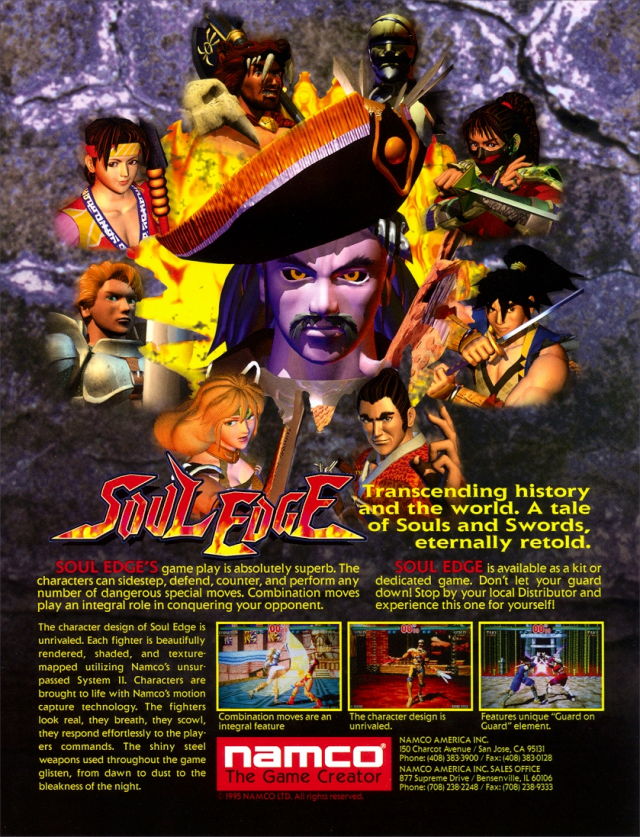 SOUL EDGE
Transcending history
and the world. A tale
of Souls and Swords,
eternally retold.
SOUL EDGE'S game play is absolutely superb. The
characters can sidestep, defend, counter, and perform any
number of dangerous special moves. Combination moves
play an integral role in conquering your opponent.
SOUL EDGE is available as a kit or
dedicated game. Don't let your guard
down! Stop by your local Distributor and
experience this one for yourself!
The character design of Soul Edge is
unrivaled. Each fighter is beautifully
rendered, shaded, and texture-
mapped utilizing Namco's unsur-
passed System II. Characters are
brought to life with Namco's motion
capture technology. The fighters
look real, they breath, they scowl,
they respond effortlessly to the play-
ers commands. The shiny steel
weapons used throughout the game
glisten, from dawn to dust to the
bleakness of the night.
Combination moves are an
integral feature
The character design is
unrivaled.
Features unique "Guard on
Guard" element.
namco®
The Game Creator
© 1995 NAMCO LTD. All rights reserved.
NAMCO AMERICA INC.
150 Charcot Avenue / San Jose, CA 95131
Phone: (408) 383-3900 / Fax: (408) 383-0128
NAMCO AMERICA INC. SALES OFFICE
877 Supreme Drive / Bensenville, IL 60106
Phone: (708) 238-2248 / Fax: (708) 238-9333